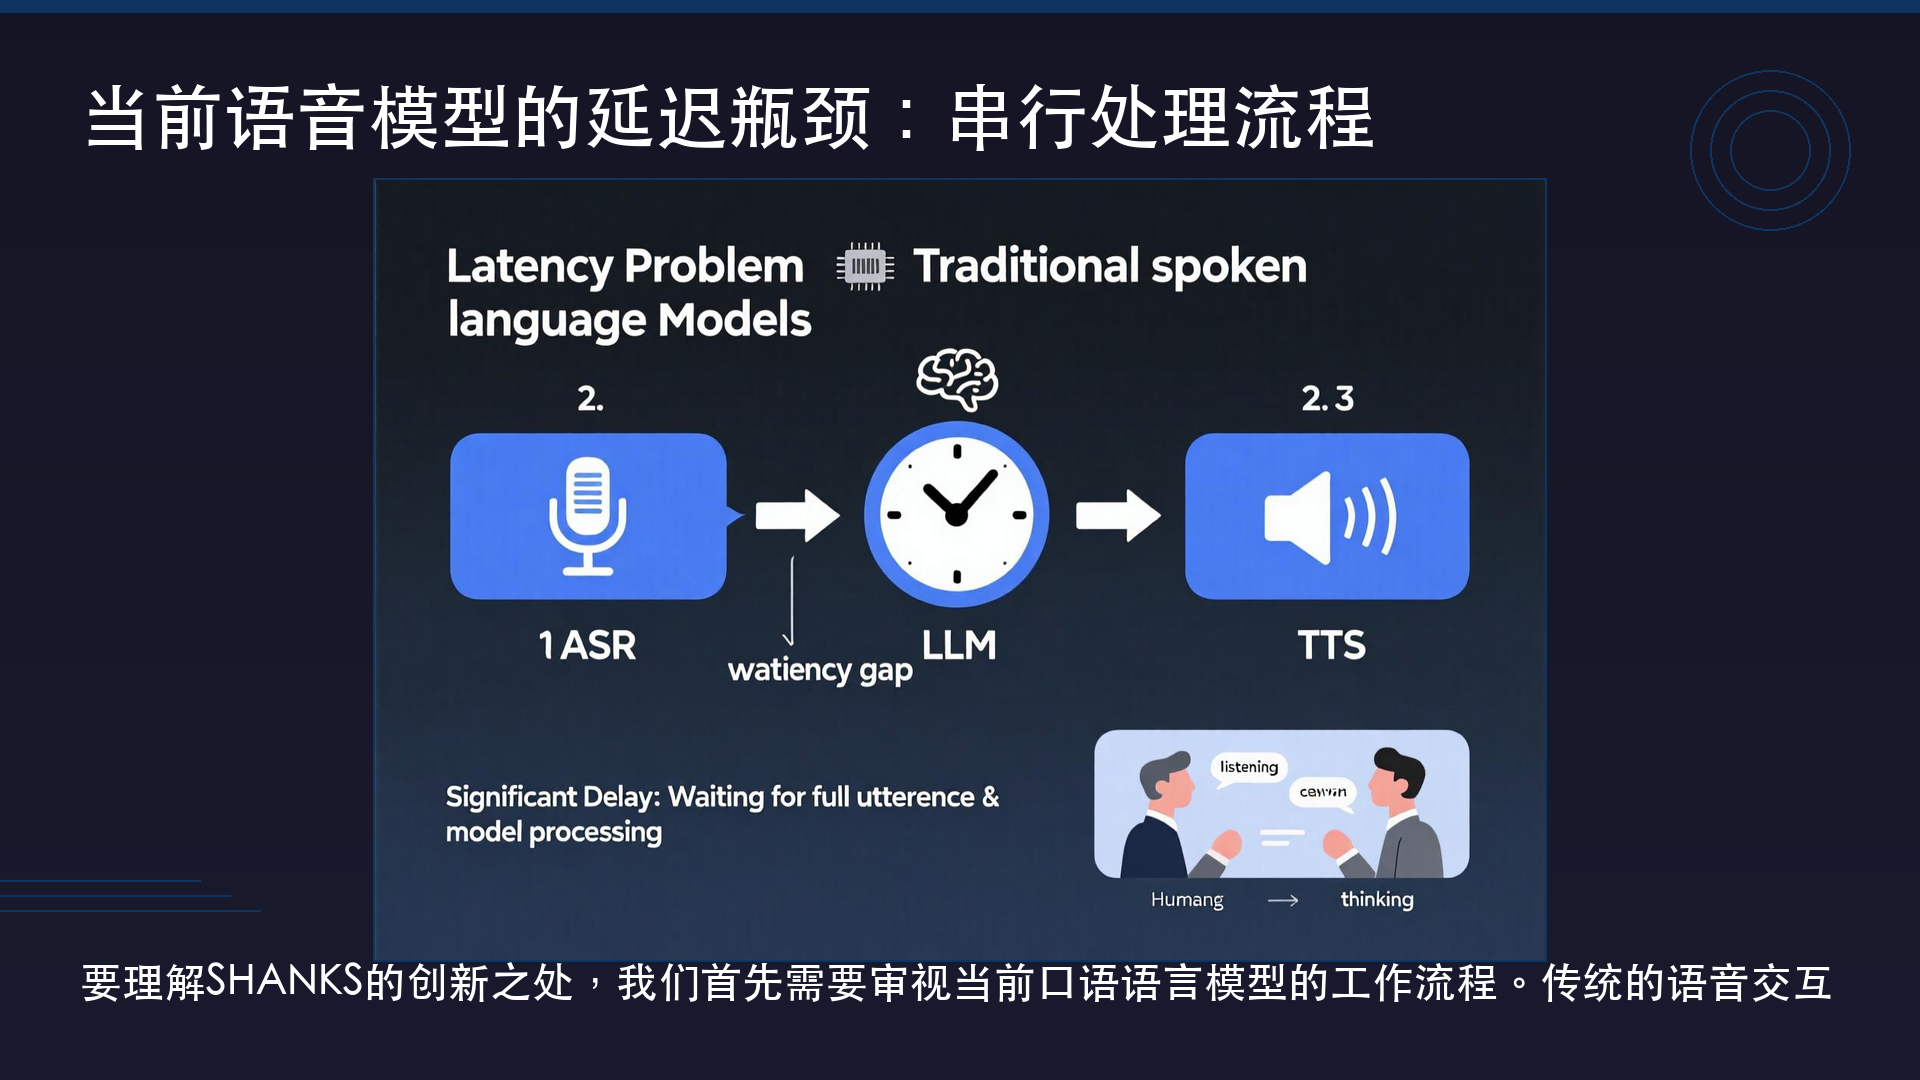 当前语音模型的延迟瓶颈：串行处理流程
Latency Problem Traditional spoken
language Models
2.
2. 3
1 ASR
LLM
TTS
watiency gap
Significant Delay: Waiting for full utterence &
model processing
listening
Humang → thinking
要理解SHANKS的创新之处，我们首先需要审视当前口语语言模型的工作流程。传统的语音交互